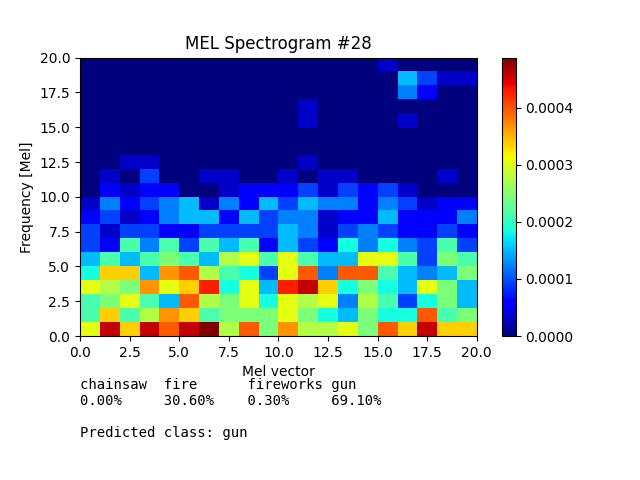 MEL Spectrogram #28
20.0
17.5
15.0
12.5
10.0
7.5
5.0
2.5
0.0
Frequency [Mel]
0.0 2.5 5.0 7.5 10.0 12.5 15.0 17.5 20.0
Mel vector
0.0004
0.0003
0.0002
0.0001
0.0000
chainsaw fire fireworks gun
0.00% 30.60% 0.30% 69.10%
Predicted class: gun